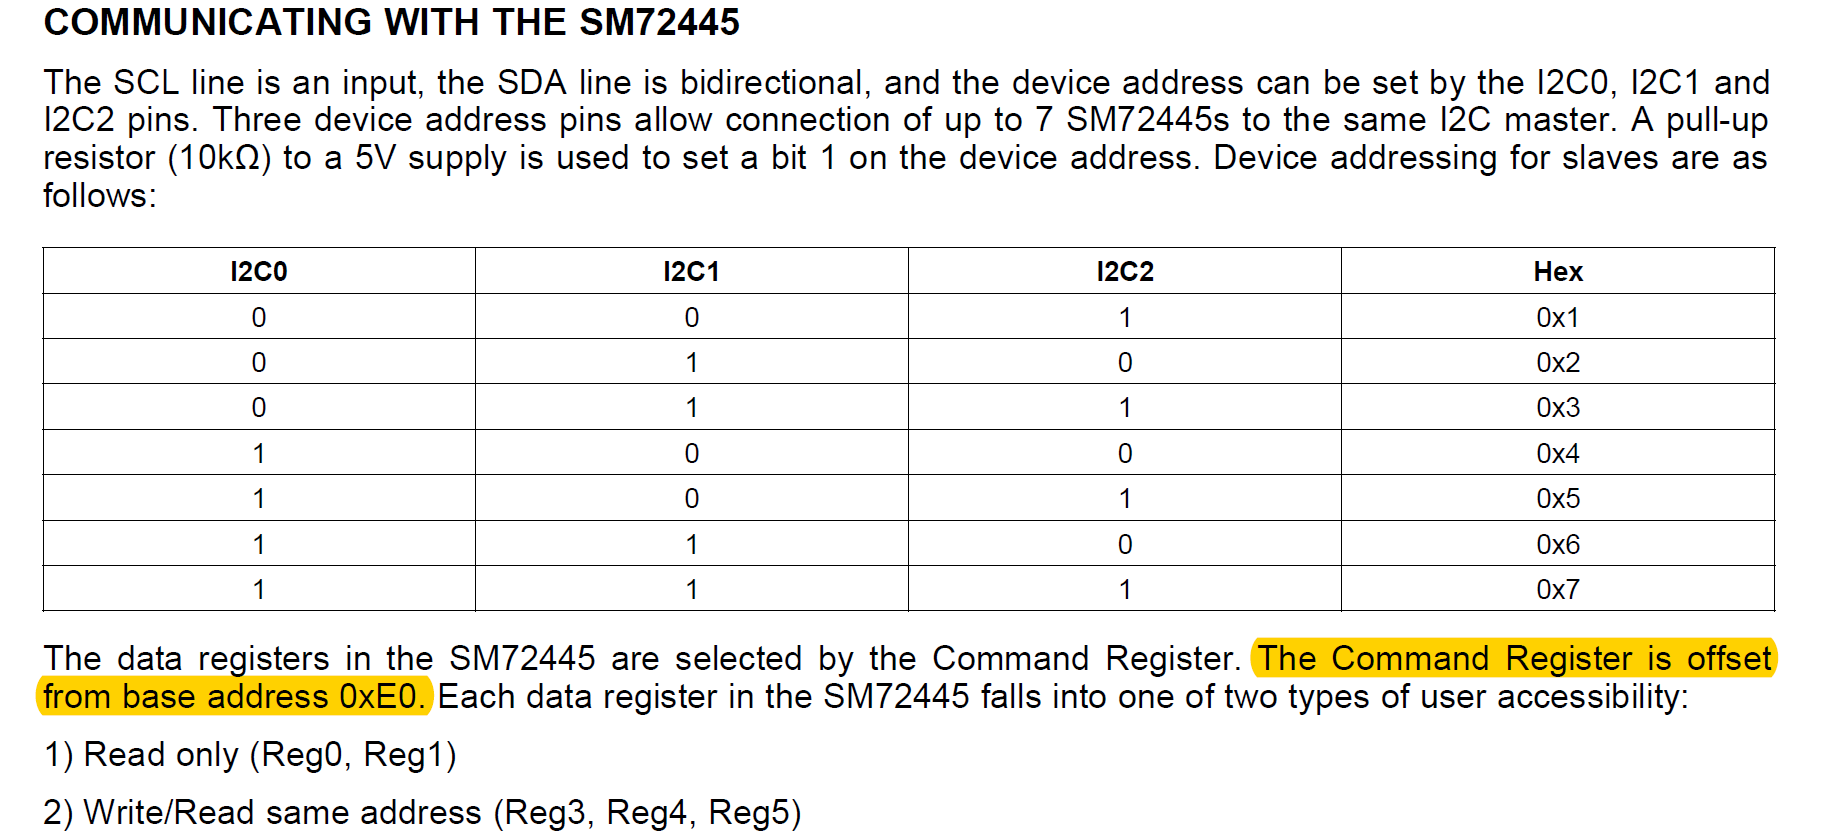 COMMUNICATING WITH THE SM72445
The SCL line is an input, the SDA line is bidirectional, and the device address can be set by the I2C0, I2C1 and
I2C2 pins. Three device address pins allow connection of up to 7 SM72445s to the same I2C master. A pull-up
resistor (10kΩ) to a 5V supply is used to set a bit 1 on the device address. Device addressing for slaves are as
follows:
I2C0 I2C1 I2C2 Hex
0 0 1 0x1
0 1 0 0x2
0 1 1 0x3
1 0 0 0x4
1 0 1 0x5
1 1 0 0x6
1 1 1 0x7
The data registers in the SM72445 are selected by the Command Register. The Command Register is offset
from base address 0xE0. Each data register in the SM72445 falls into one of two types of user accessibility:
1) Read only (Reg0, Reg1)
2) Write/Read same address (Reg3, Reg4, Reg5)